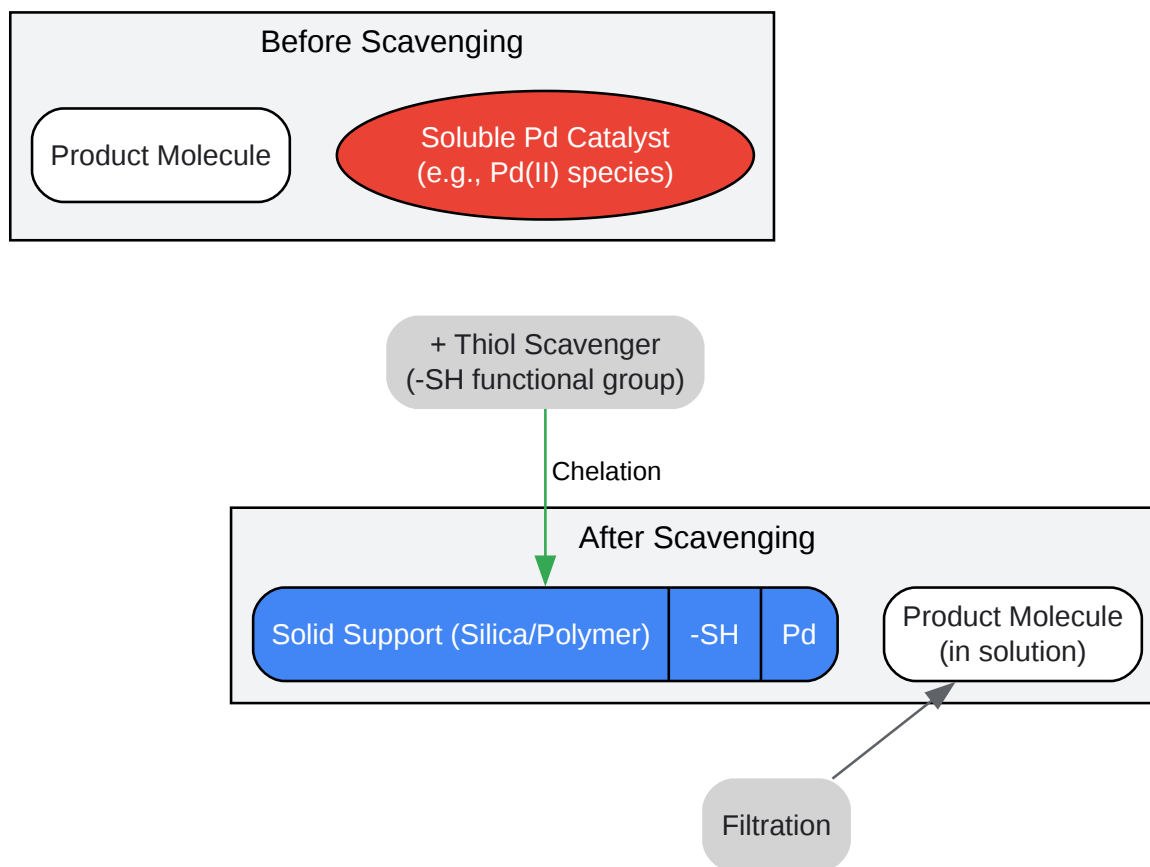 Before Scavenging
Product Molecule
Soluble Pd Catalyst
(e.g., Pd(II) species)
+ Thiol Scavenger
(-SH functional group)
Chelation
After Scavenging
Solid Support (Silica/Polymer)
-SH
Pd
Product Molecule
(in solution)
Filtration